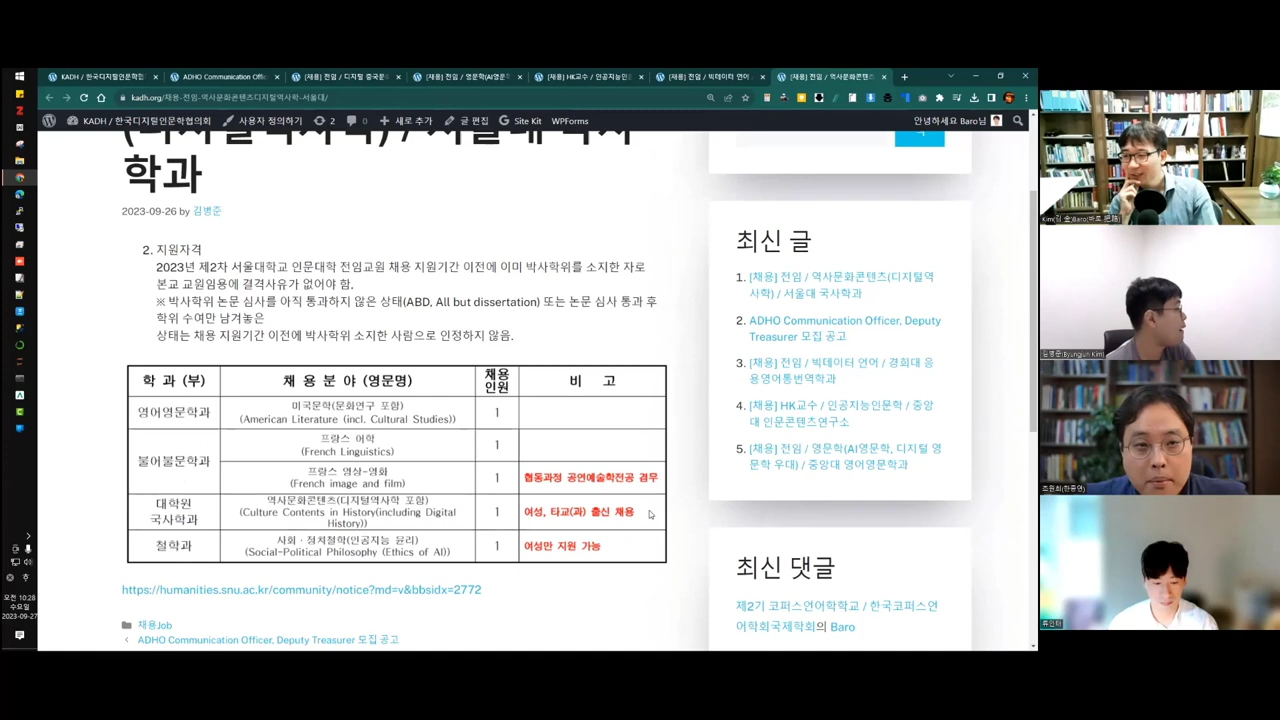 KADH / 한국디지털인문학협
ADHO Communication Offic
[채용] 전임 / 디지털 중국문
[채용] 전임 / 영문학(AI영문
[채용] HK교수 / 인공지능인
[채용] 전임 / 빅데이터 언어
[채용] 전임 / 역사문화콘텐츠
kadh.org/채용-전임-역사문화콘텐츠디지털역사학-서울대/
KADH / 한국디지털인문학협의회
사용자 정의하기
2
0
새로 추가
글 편집
Site Kit
WPForms
안녕하세요 Baro님
학과
2023-09-26 by 김병준
2. 지원자격
2023년 제2차 서울대학교 인문대학 전임교원 채용 지원기간 이전에 이미 박사학위를 소지한 자로
본교 교원임용에 결격사유가 없어야 함.
※ 박사학위 논문 심사를 아직 통과하지 않은 상태(ABD, All but dissertation) 또는 논문 심사 통과 후
학위 수여만 남겨놓은
상태는 채용 지원기간 이전에 박사학위 소지한 사람으로 인정하지 않음.
학 과 (부)
채 용 분 야 (영문명)
채용
인원
비 고
영어영문학과
미국문학(문화연구 포함)
(American Literature (incl. Cultural Studies))
1
불어불문학과
프랑스 어학
(French Linguistics)
1
프랑스 영상-영화
(French image and film)
1
협동과정 공연예술학전공 겸무
대학원
국사학과
역사문화콘텐츠(디지털역사학 포함)
(Culture Contents in History(including Digital
History))
1
여성, 타교(과) 출신 채용
철학과
사회·정치철학(인공지능 윤리)
(Social-Political Philosophy (Ethics of AI))
1
여성만 지원 가능
https://humanities.snu.ac.kr/community/notice?md=v&bbsidx=2772
채용Job
ADHO Communication Officer, Deputy Treasurer 모집 공고
최신 글
1. [채용] 전임 / 역사문화콘텐츠(디지털역
사학) / 서울대 국사학과
2. ADHO Communication Officer, Deputy
Treasurer 모집 공고
3. [채용] 전임 / 빅데이터 언어 / 경희대 응
용영어통번역학과
4. [채용] HK교수 / 인공지능인문학 / 중앙
대 인문콘텐츠연구소
5. [채용] 전임 / 영문학(AI영문학, 디지털 영
문학 우대) / 중앙대 영어영문학과
최신 댓글
제2기 코퍼스언어학학교 / 한국코퍼스언
어학회국제학회의 Baro
오전 10:28
수요일
2023-09-27
Kim(김 金)Baro(바로 把路)
김병준(Byungjun Kim)
조원희(한중연)
류인태